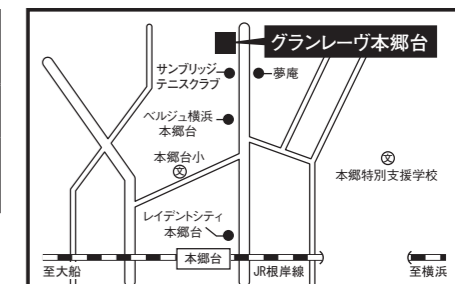 グランレーヴ本郷台
サンブリッジ
テニスクラブ
夢庵
ベルジュ横浜
本郷台
本郷台小
文
文
本郷特別支援学校
レイデントシティ
本郷台
本郷台
至大船
JR根岸線
至横浜